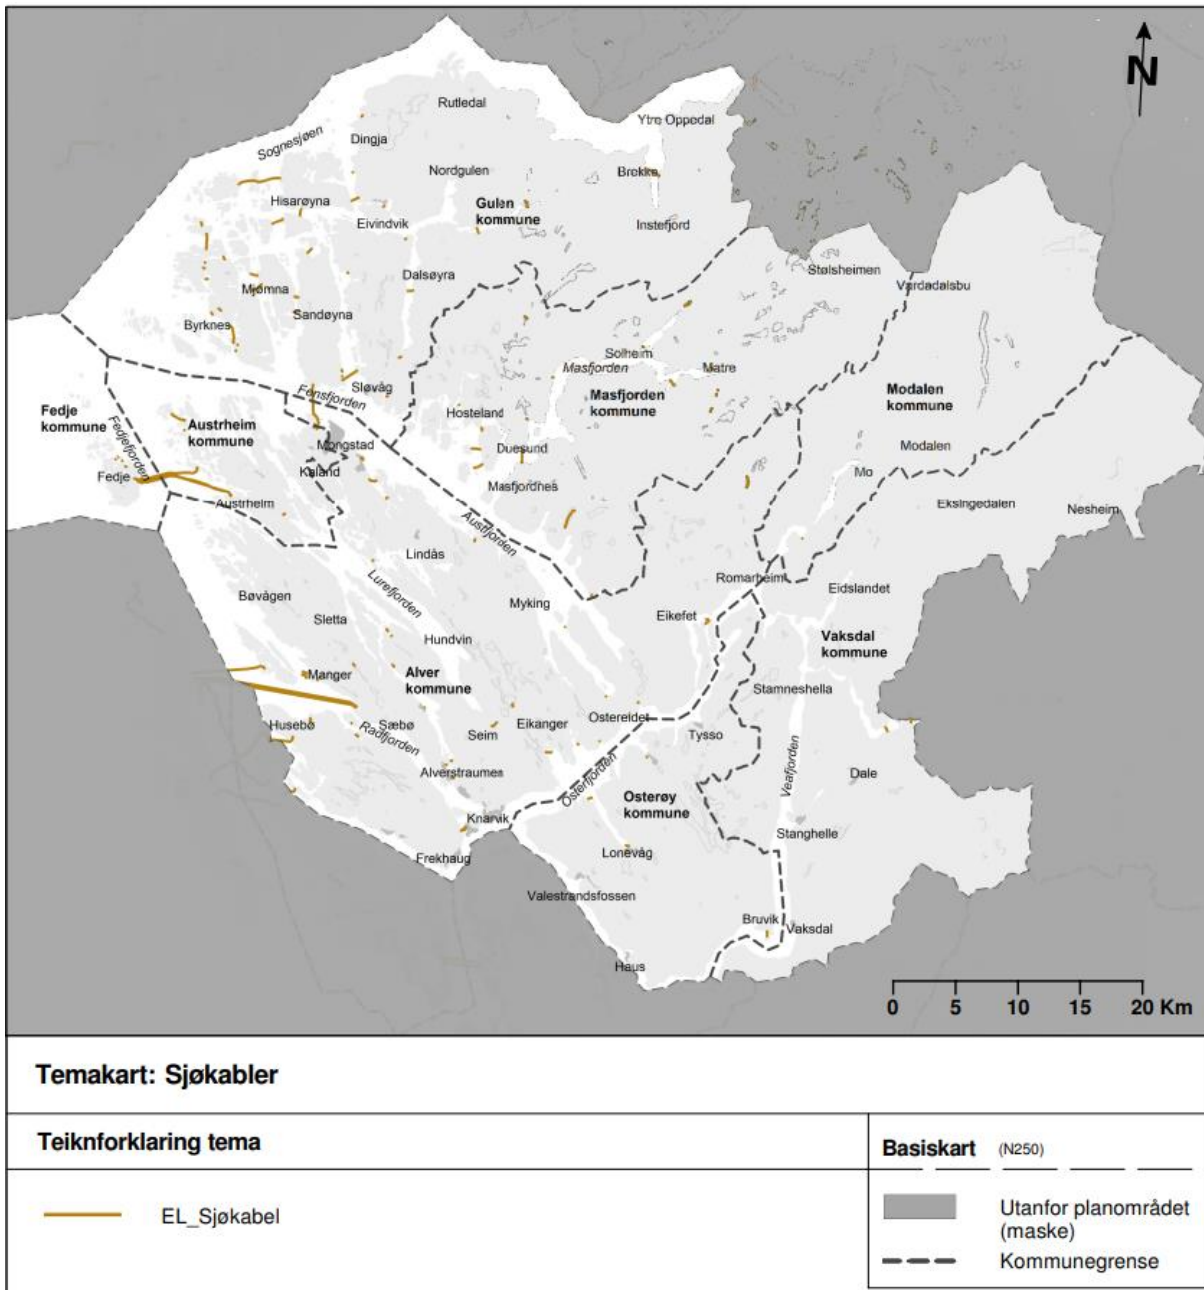 N
Rutledal
Ytre Oppedal
Sognesjøen
Dingja
Nordgulen
Brekke
Hisarøyna
Gulen
kommune
Eivindvik
Instefjord
Stølsheimen
Dalsøyra
Vardadalsbu
Mjømna
Byrknes
Sandøyna
Solheim
Masfjorden
Matre
Sløvåg
Fensfjorden
Masfjorden
kommune
Modalen
kommune
Fedje
kommune
Fedjefjorden
Austrheim
kommune
Hosteland
Mongstad
Duesund
Modalen
Kaland
Mo
Fedje
Masfjordnes
Austrheim
Eksingedalen
Nesheim
Austfjorden
Lindås
Lurefjorden
Romarheim
Eidslandet
Bøvågen
Myking
Sletta
Eikefet
Hundvin
Vaksdal
kommune
Manger
Alver
kommune
Stamneshella
Husebø
Radfjorden
Sæbø
Seim
Eikanger
Ostereidet
Tysso
Veafjorden
Alverstraumen
Osterfjorden
Dale
Osterøy
kommune
Knarvik
Stanghelle
Frekhaug
Lonevåg
Valestrandsfossen
Bruvik
Vaksdal
Haus
0 5 10 15 20 Km
Temakart: Sjøkabler
Teiknforklaring tema
EL_Sjøkabel
Basiskart (N250)
Utanfor planområdet
(maske)
Kommunegrense